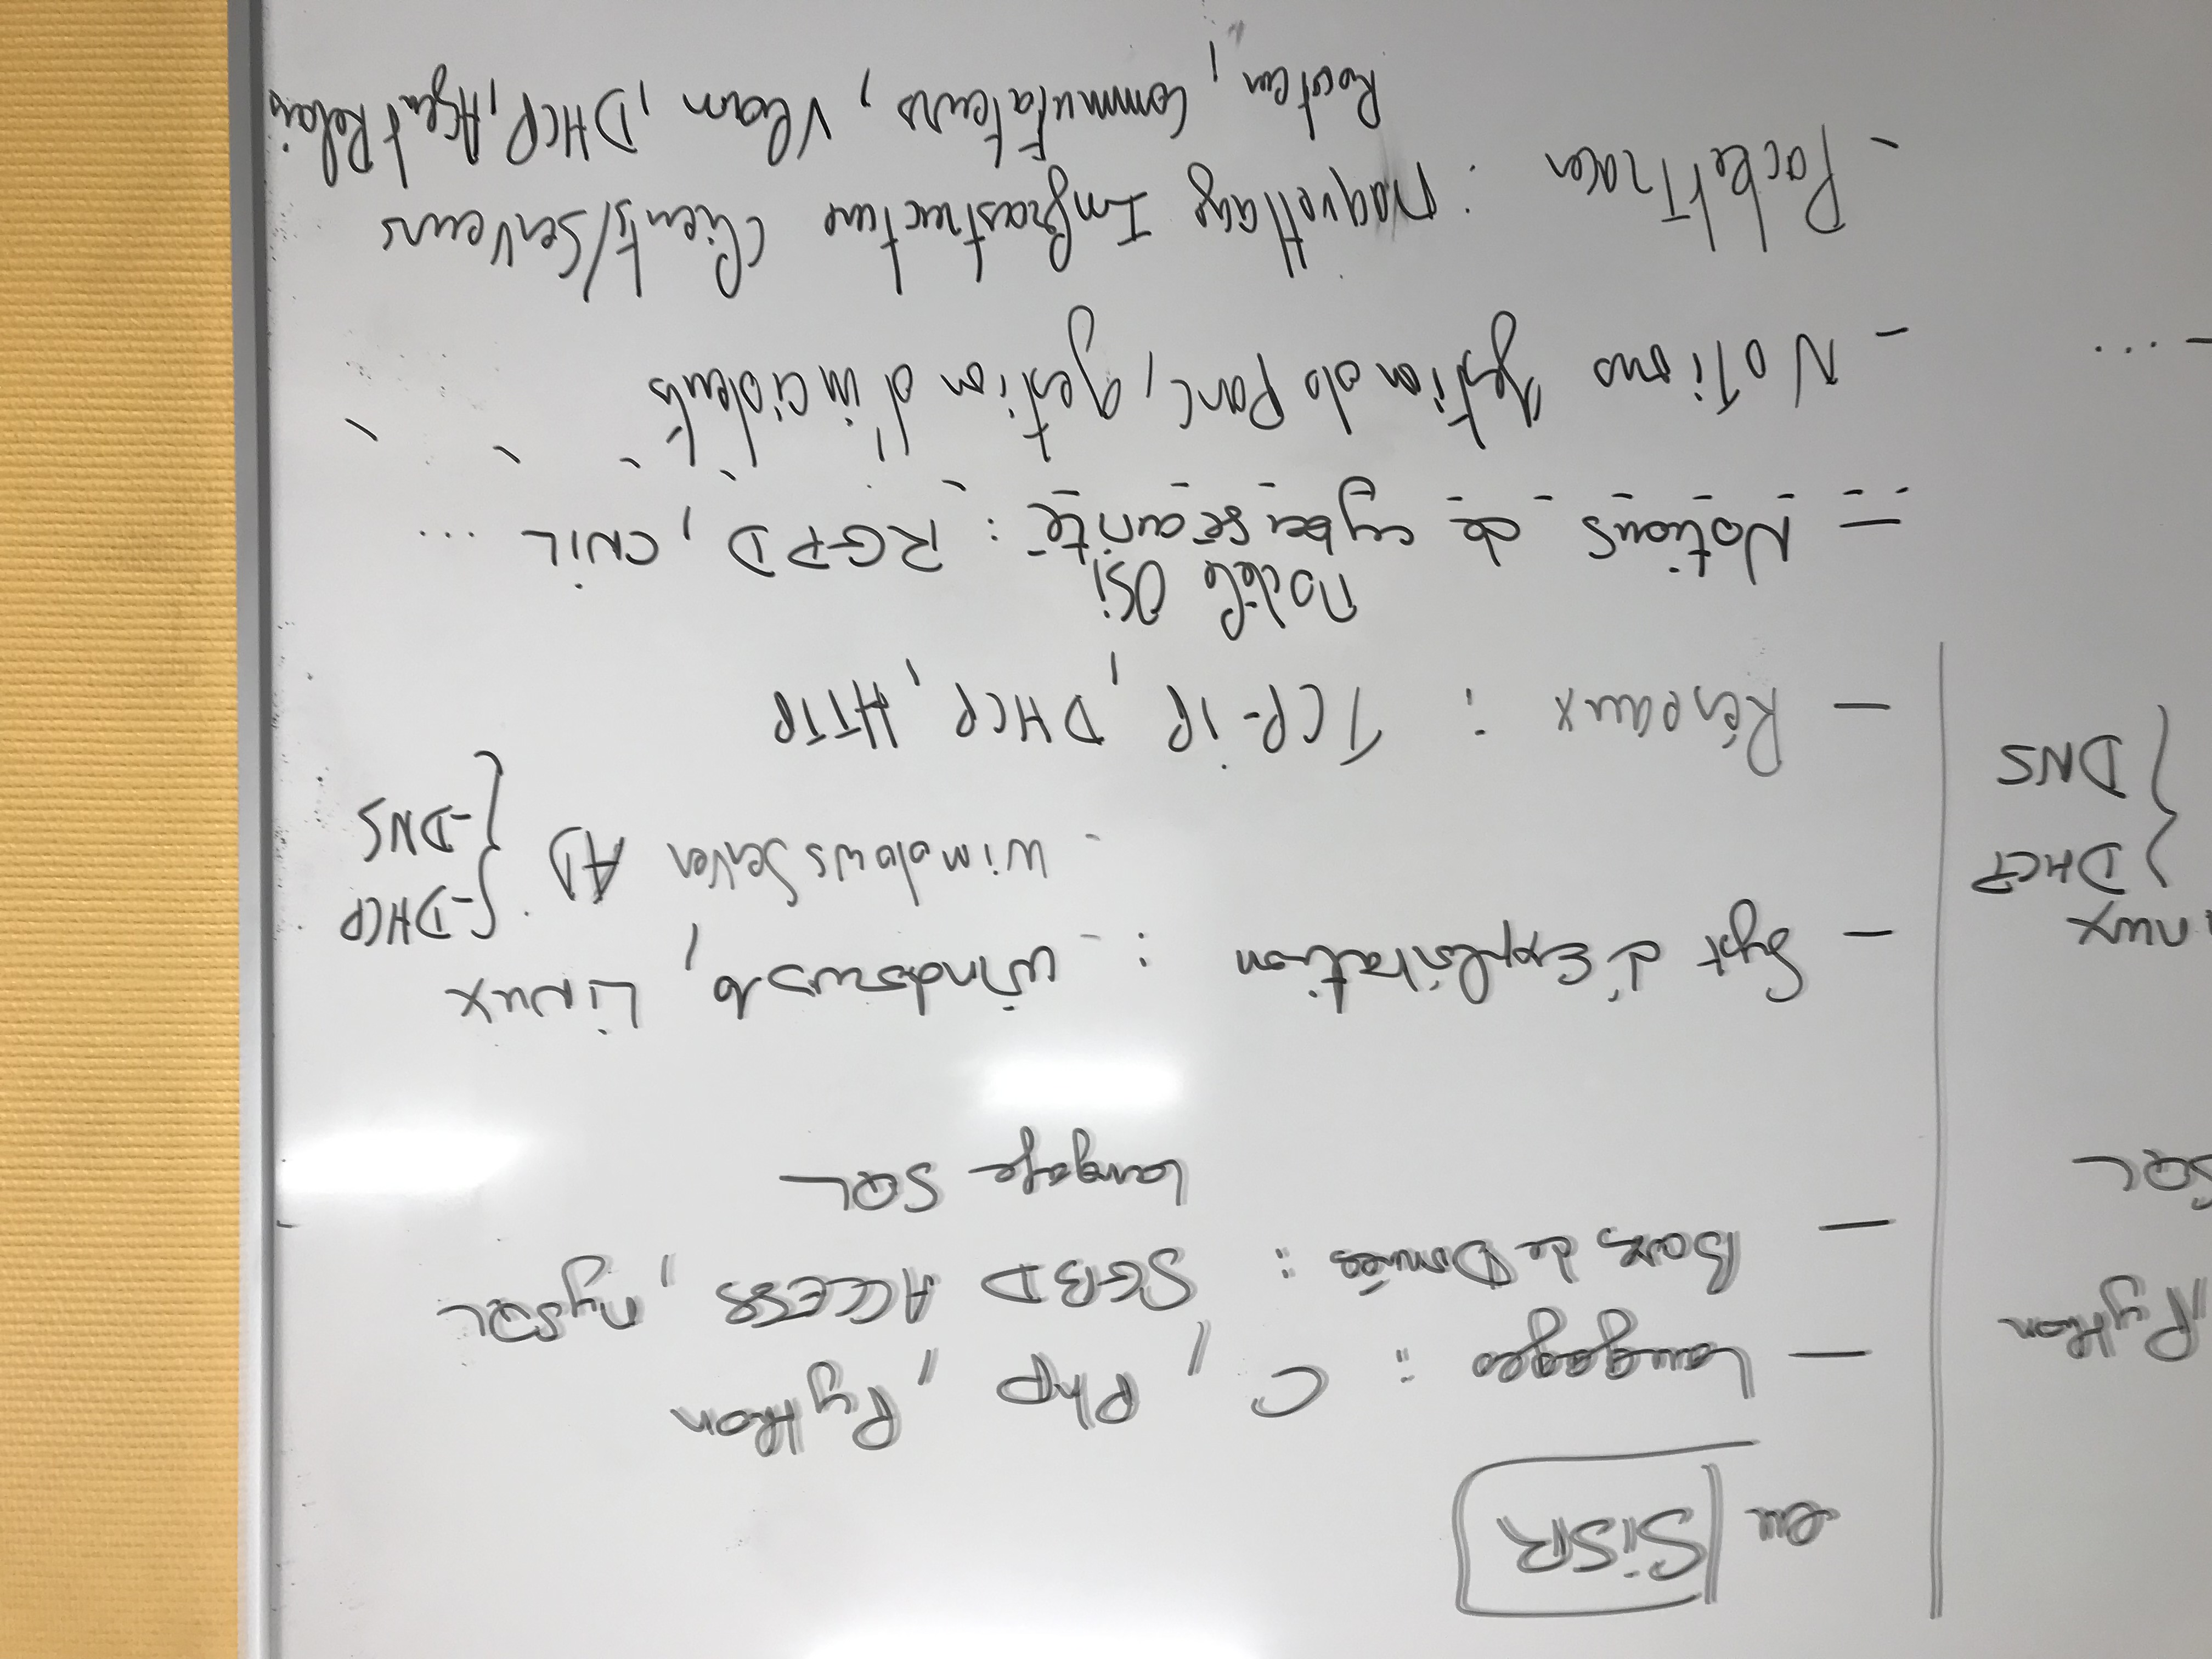 , Python
SQL
nux
DHCP
DNS
- ...
en SiSR
- Langages : C , Php , Python
- Bases de Données : SGBD ACCESS , mySQL
langage SQL
- Syst d'Exploitation : - windows 10, LiNux
- windows Server AD - DHCP
- DNS
- Réseaux : TCP-iP, DHCP, HTTP
modèle OSi
- Notions de cybersécurité : RGPD, CNiL ...
- Notions gestion de parc, gestion d'incidents
- Packet Tracer : maquettage Infrastructure Clients/Serveurs
Routeur, Commutateurs, Vlan, DHCP, Agent Relais